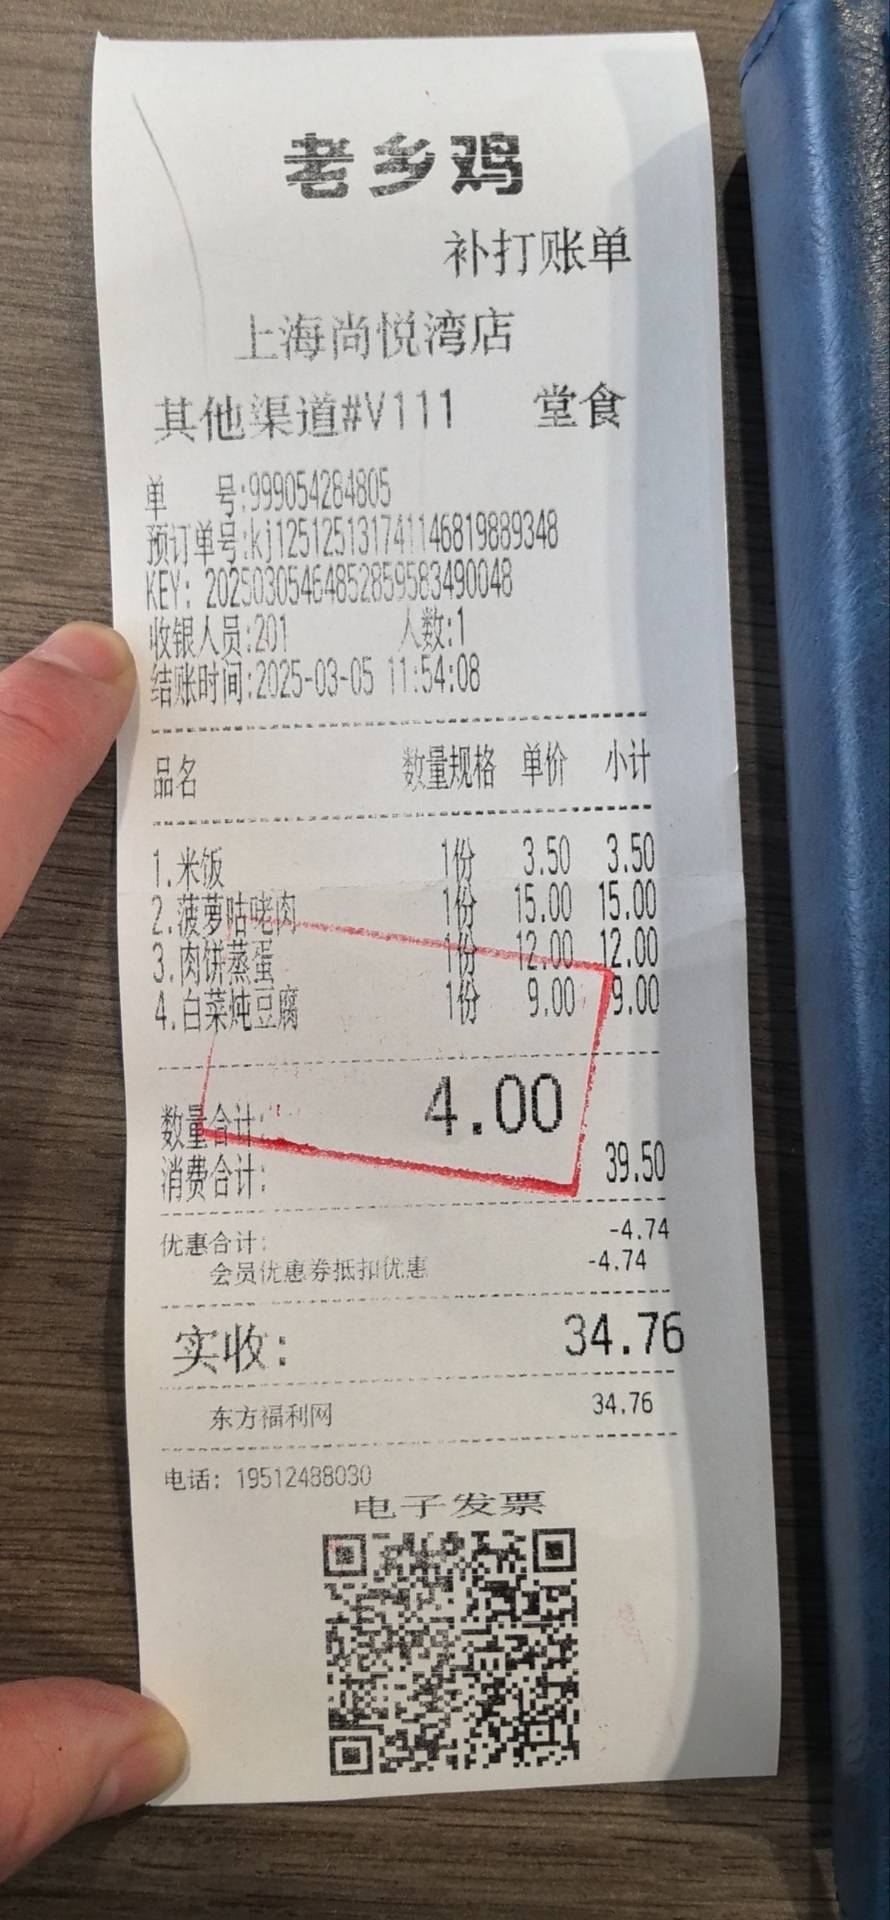 老乡鸡
补打账单
上海尚悦湾店
其他渠道#V111 堂食
单 号:999054284805
预订单号:kj125125131741146819889348
KEY: 2025030546485285958349​0048
收银人员:201 人数:1
结账时间:2025-03-05 11:54:08
品名 数量规格 单价 小计
1.米饭 1份 3.50 3.50
2.菠萝咕咾肉 1份 15.00 15.00
3.肉饼蒸蛋 1份 12.00 12.00
4.白菜炖豆腐 1份 9.00 9.00
数量合计: 4.00
消费合计: 39.50
优惠合计: -4.74
会员优惠券抵扣优惠 -4.74
实收: 34.76
东方福利网 34.76
电话: 19512488030
电子发票